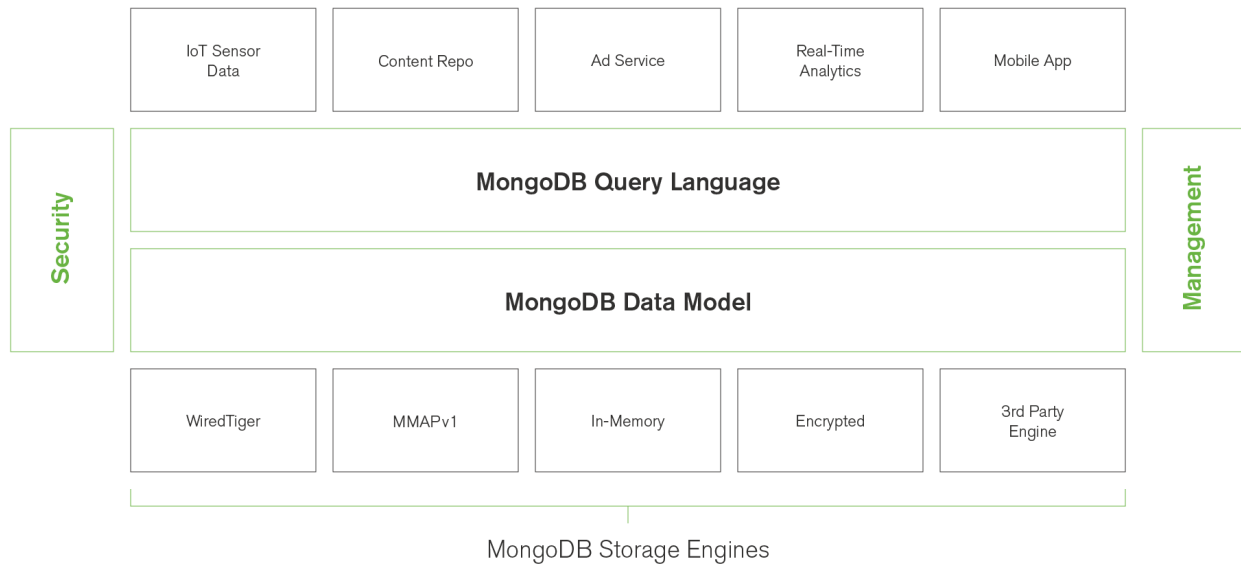 IoT Sensor
Data
Content Repo
Ad Service
Real-Time
Analytics
Mobile App
Security
MongoDB Query Language
Management
MongoDB Data Model
WiredTiger
MMAPv1
In-Memory
Encrypted
3rd Party
Engine
MongoDB Storage Engines